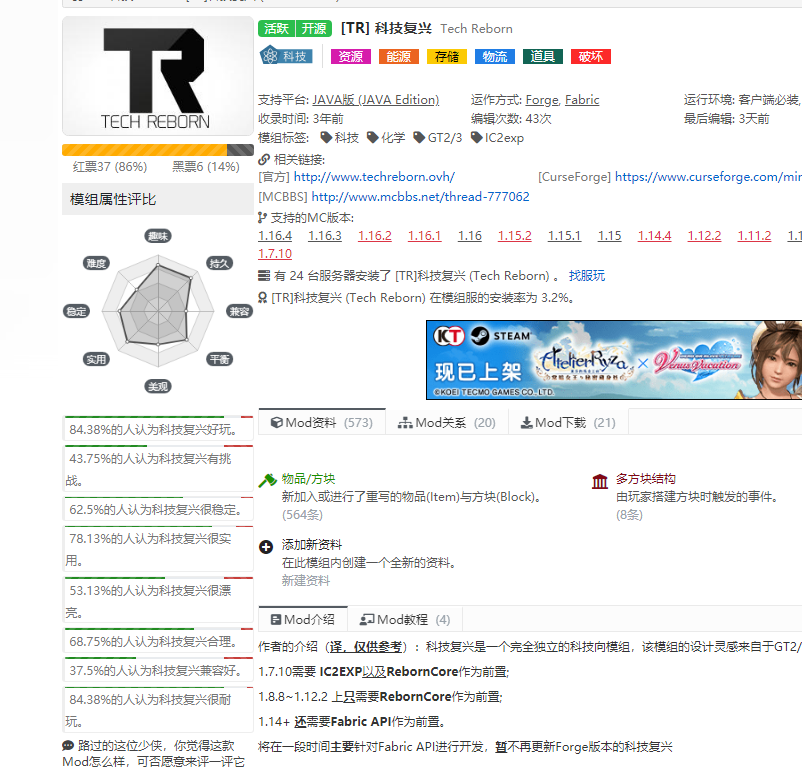 TR
TECH REBORN
红票37 (86%) 黑票6 (14%)
模组属性评比
趣味
难度 持久
稳定 兼容
实用 平衡
美观
84.38%的人认为科技复兴好玩。
43.75%的人认为科技复兴有挑
战。
62.5%的人认为科技复兴很稳定。
78.13%的人认为科技复兴很实
用。
53.13%的人认为科技复兴很漂
亮。
68.75%的人认为科技复兴合理。
37.5%的人认为科技复兴兼容好。
84.38%的人认为科技复兴很耐
玩。
路过的这位少侠，你觉得这款
Mod怎么样，可否愿意来评一评它
活跃 开源 [TR] 科技复兴 Tech Reborn
科技 资源 能源 存储 物流 道具 破坏
支持平台: JAVA版 (JAVA Edition) 运作方式: Forge, Fabric 运行环境: 客户端必装,
收录时间: 3年前 编辑次数: 43次 最后编辑: 3天前
模组标签: 科技 化学 GT2/3 IC2exp
相关链接:
[官方] http://www.techreborn.ovh/ [CurseForge] https://www.curseforge.com/mi
[MCBBS] http://www.mcbbs.net/thread-777062
支持的MC版本:
1.16.4 1.16.3 1.16.2 1.16.1 1.16 1.15.2 1.15.1 1.15 1.14.4 1.12.2 1.11.2 1.1
1.7.10
有 24 台服务器安装了 [TR]科技复兴 (Tech Reborn) 。 找服玩
[TR]科技复兴 (Tech Reborn) 在模组服的安装率为 3.2%。
KT STEAM
Atelier Ryza × Venus Vacation
现已上架
©KOEI TECMO GAMES CO., LTD.
Mod资料 (573) Mod关系 (20) Mod下载 (21)
物品/方块 多方块结构
新加入或进行了重写的物品(Item)与方块(Block)。 由玩家搭建方块时触发的事件。
(564条) (8条)
添加新资料
在此模组内创建一个全新的资料。
新建资料
Mod介绍 Mod教程 (4)
作者的介绍（译，仅供参考）：科技复兴是一个完全独立的科技向模组，该模组的设计灵感来自于GT2/
1.7.10需要 IC2EXP以及RebornCore作为前置;
1.8.8~1.12.2 上只需要RebornCore作为前置;
1.14+ 还需要Fabric API作为前置。
将在一段时间主要针对Fabric API进行开发，暂不再更新Forge版本的科技复兴